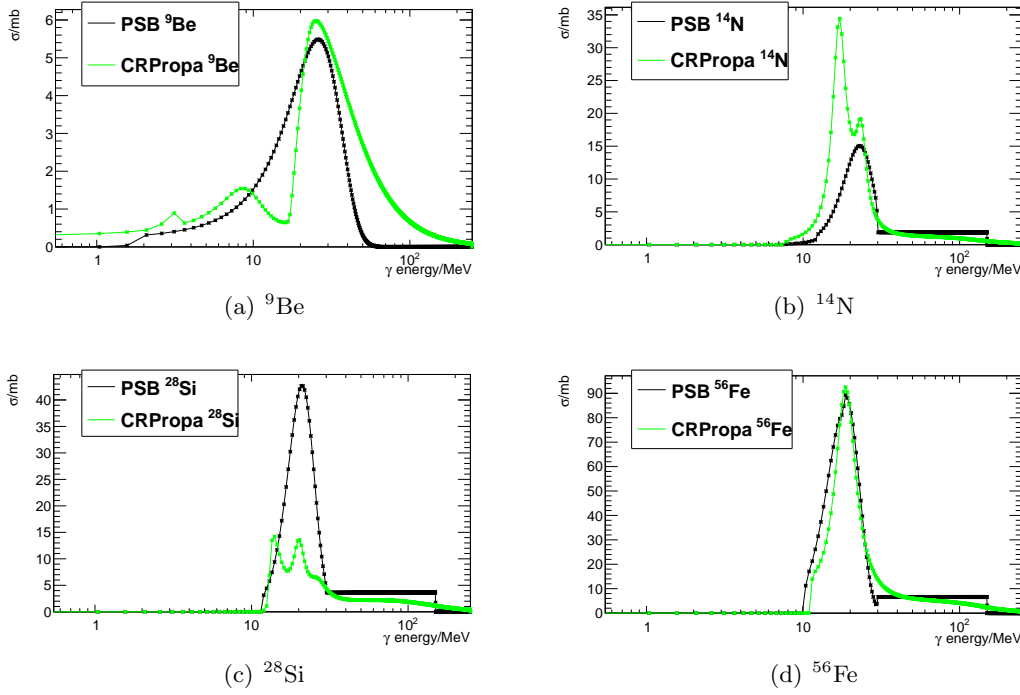 σ/mb
PSB ⁹Be
CRPropa ⁹Be
6
5
4
3
2
1
0
1
10
10²
γ energy/MeV
(a) ⁹Be
σ/mb
PSB ¹⁴N
CRPropa ¹⁴N
35
30
25
20
15
10
5
0
1
10
10²
γ energy/MeV
(b) ¹⁴N
σ/mb
PSB ²⁸Si
CRPropa ²⁸Si
40
35
30
25
20
15
10
5
0
1
10
10²
γ energy/MeV
(c) ²⁸Si
σ/mb
PSB ⁵⁶Fe
CRPropa ⁵⁶Fe
90
80
70
60
50
40
30
20
10
0
1
10
10²
γ energy/MeV
(d) ⁵⁶Fe